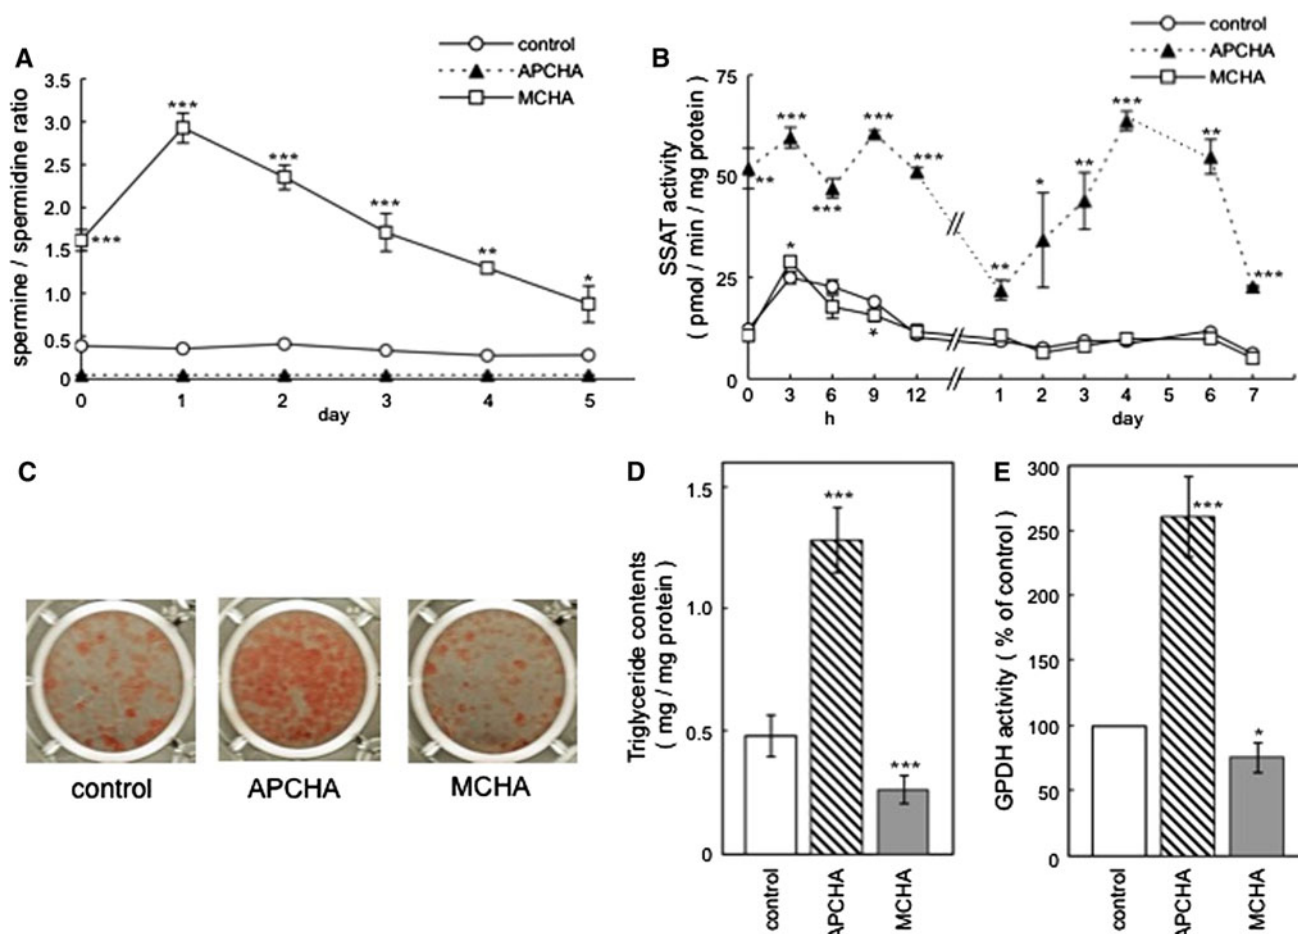 A
control
APCHA
MCHA
spermine / spermidine ratio
3.5
3.0
2.5
2.0
1.5
1.0
0.5
0
***
***
***
***
**
*
0 1 2 3 4 5
day
B
control
APCHA
MCHA
SSAT activity
( pmol / min / mg protein )
75
50
25
0
**
***
***
***
***
**
*
**
***
**
***
*
*
0 3 6 9 12 1 2 3 4 5 6 7
h day
C
control APCHA MCHA
D
Triglyceride contents
( mg / mg protein )
1.5
1.0
0.5
0
***
***
control
APCHA
MCHA
E
GPDH activity ( % of control )
300
250
200
150
100
50
0
***
*
control
APCHA
MCHA